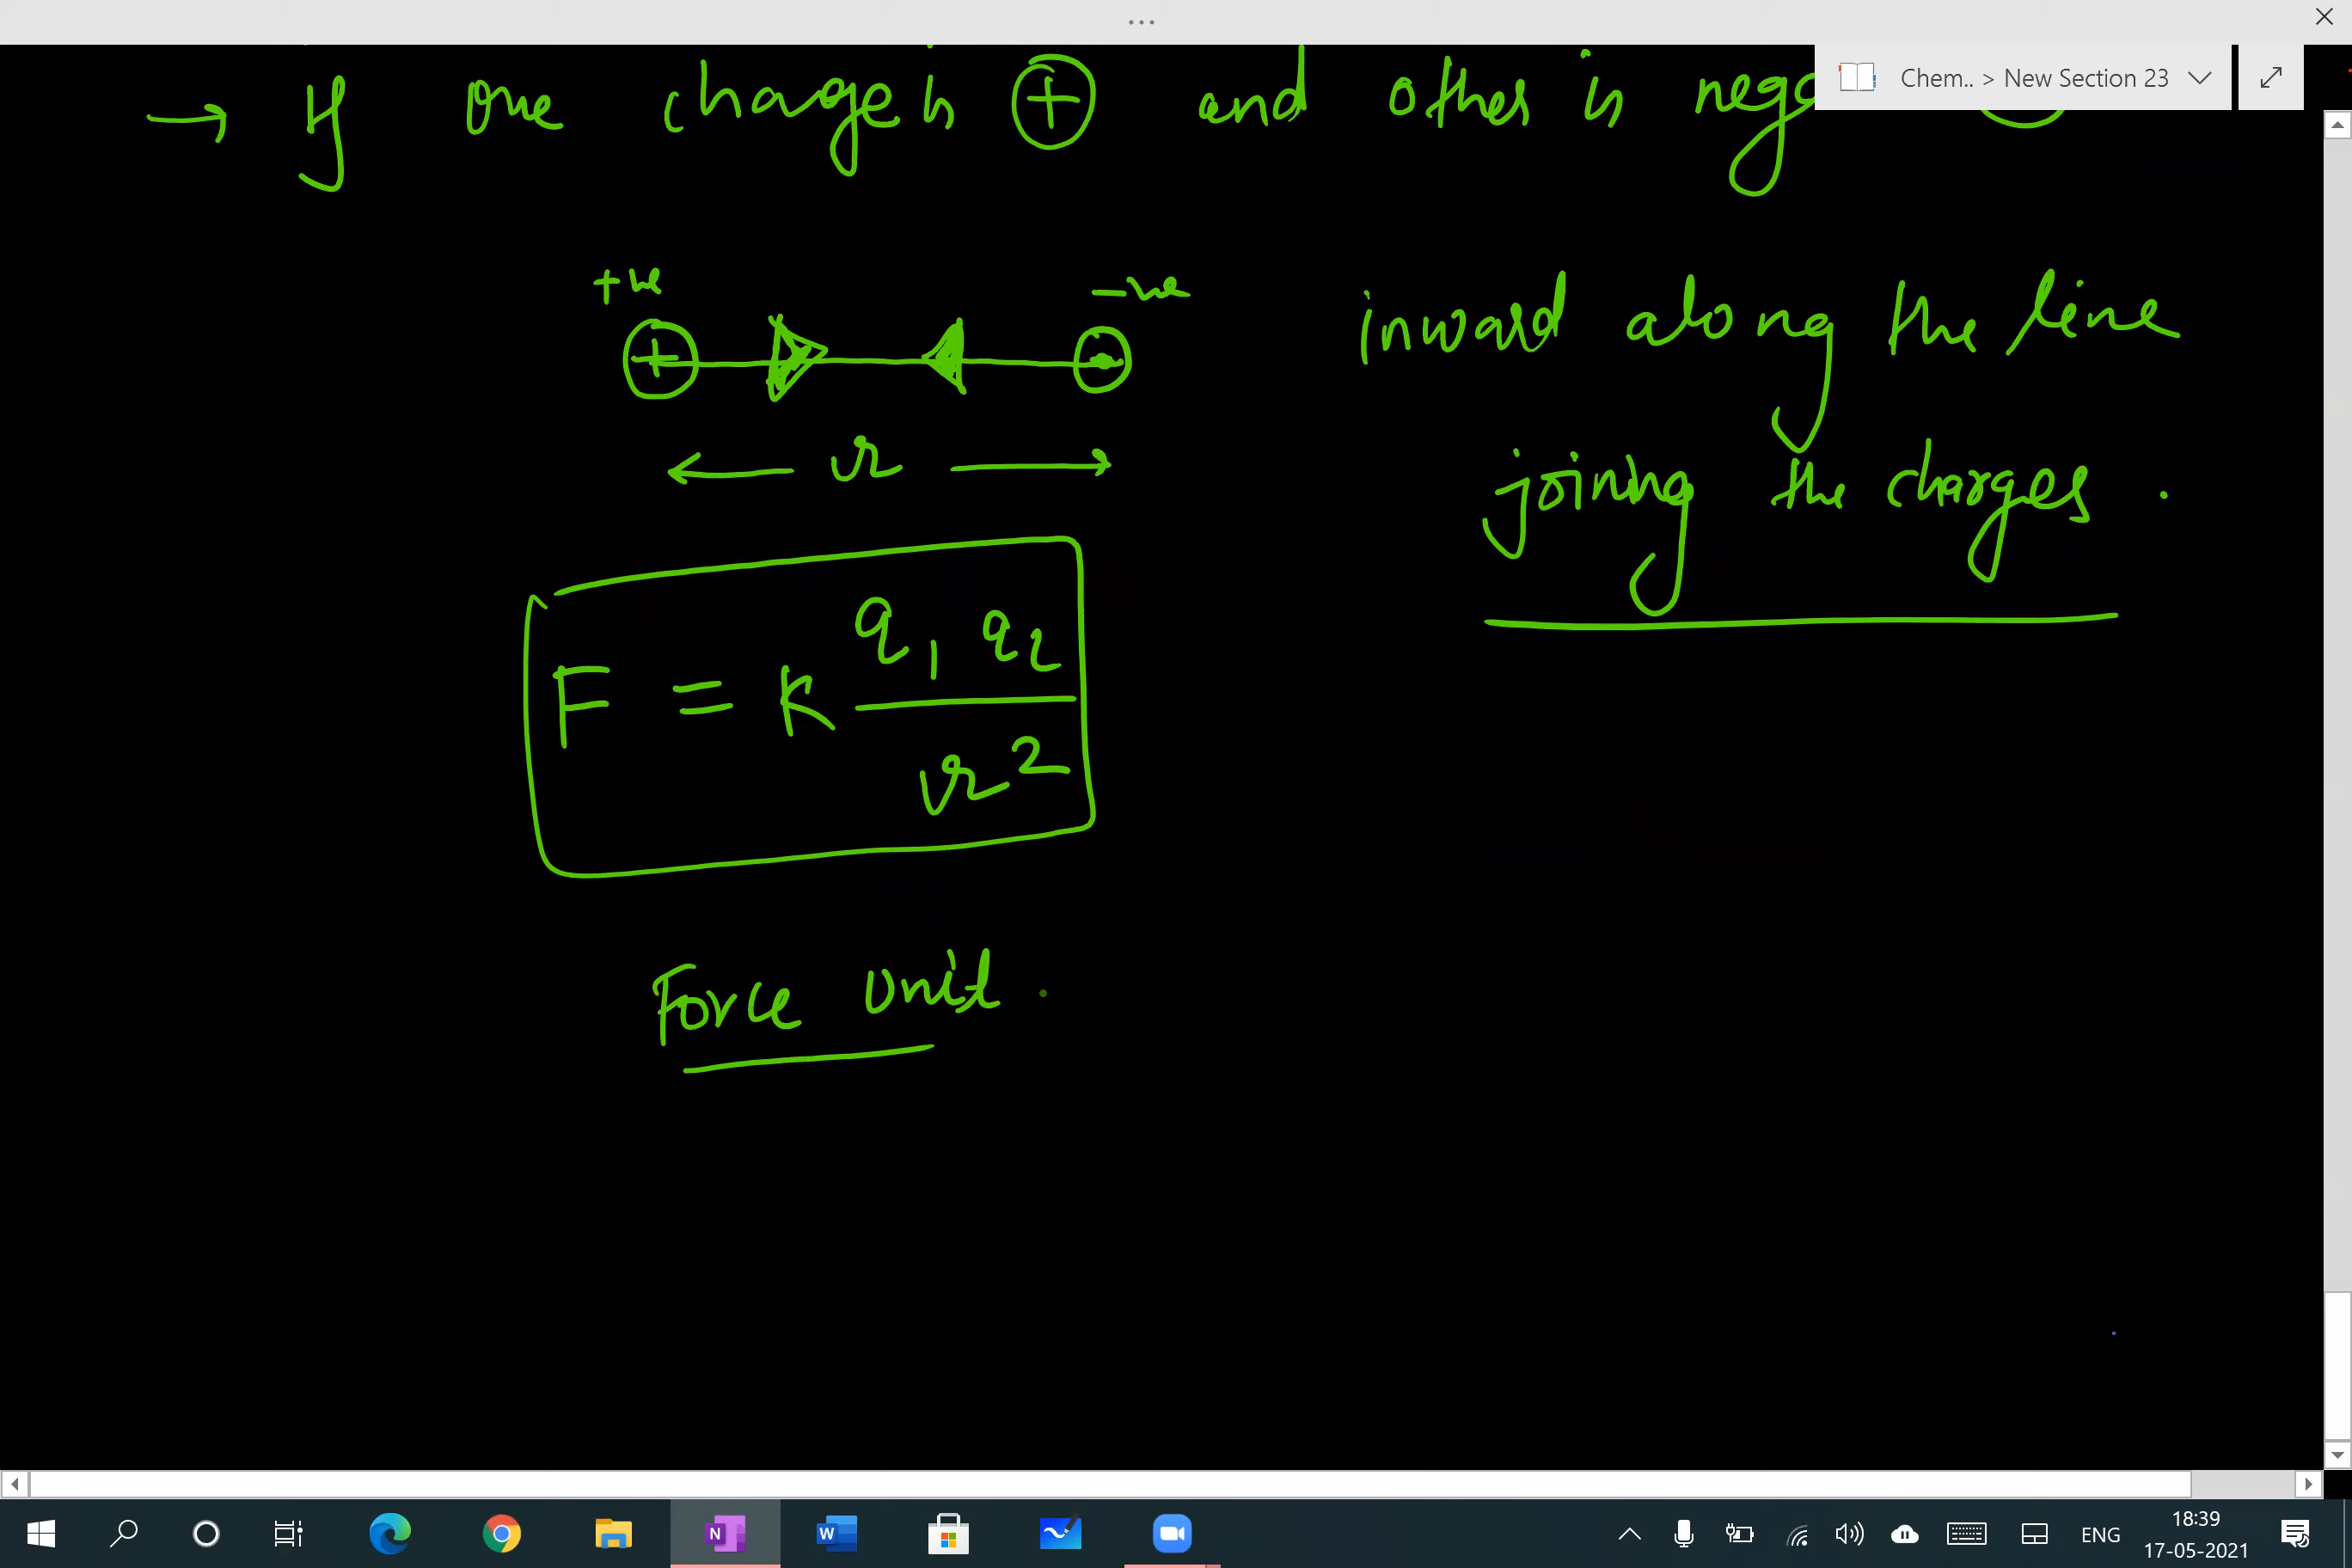 ...
Chem.. > New Section 23
→ If one charge is + and other is nega
+ve -ve
+ -
inward along the line
← r →
joining the charges.
F = K q₁ q₂ / r²
Force Unit.
N
W
ENG
18:39
17-05-2021